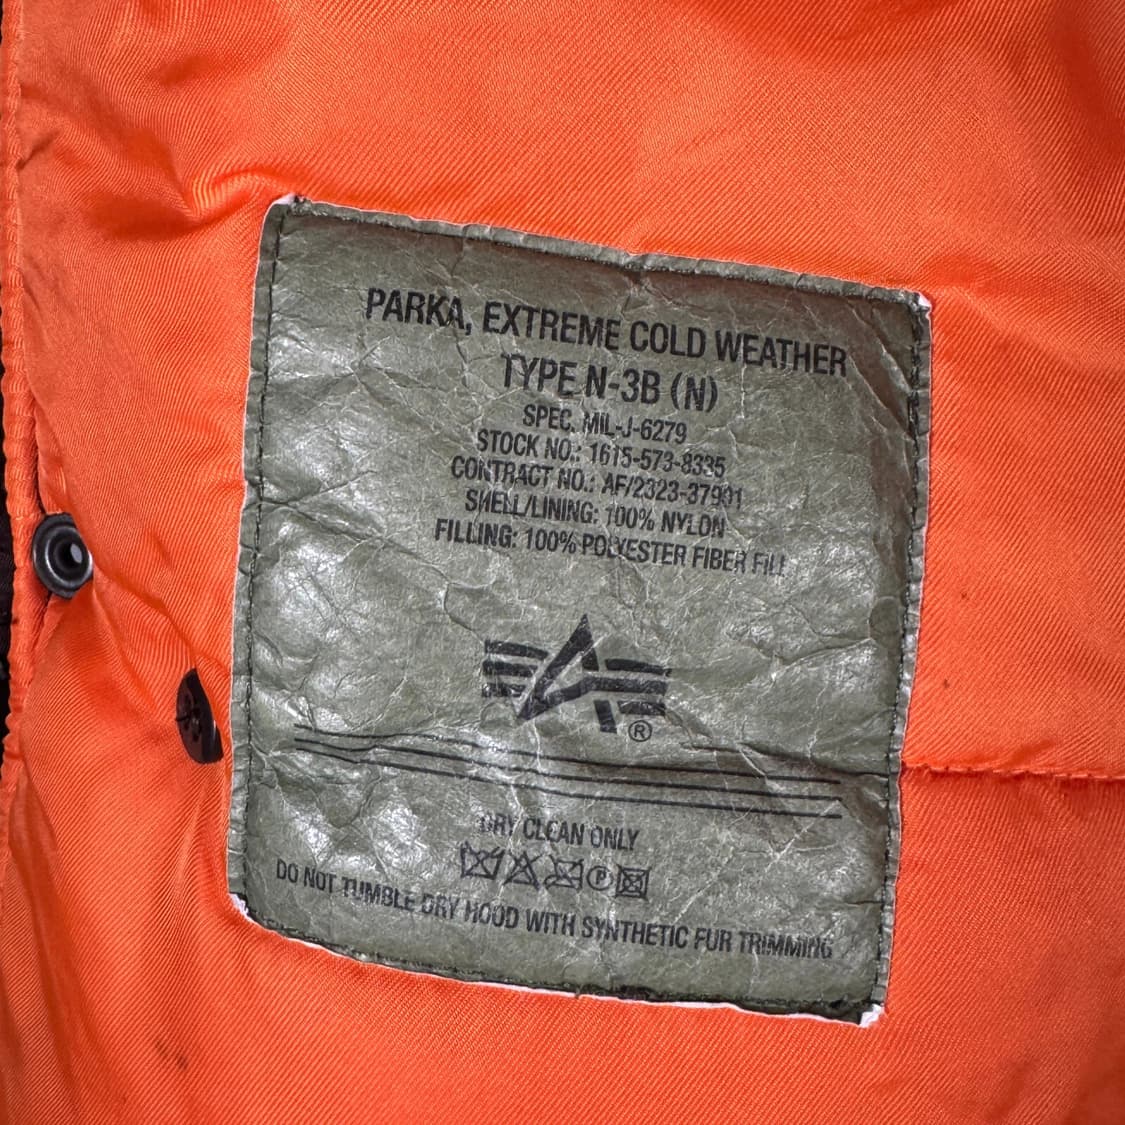 PARKA, EXTREME COLD WEATHER
TYPE N-3B (N)
SPEC. MIL-J-6279
STOCK NO.: 1615-573-8335
CONTRACT NO.: AF/2323-37901
SHELL/LINING: 100% NYLON
FILLING: 100% POLYESTER FIBER FILL
®
DRY CLEAN ONLY
P
DO NOT TUMBLE DRY HOOD WITH SYNTHETIC FUR TRIMMING